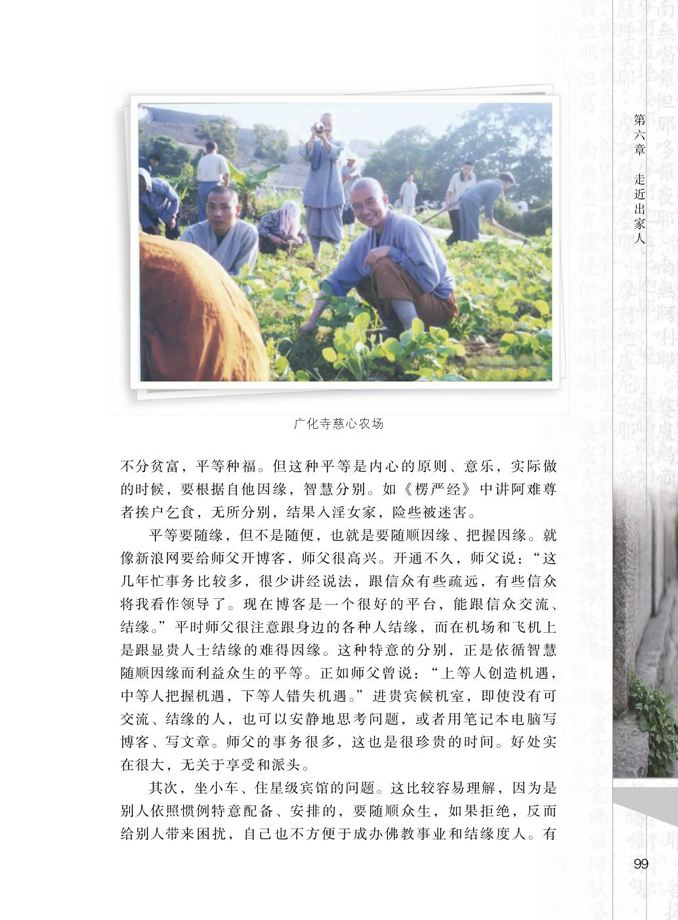 第六章　走近出家人
广化寺慈心农场
不分贫富，平等种福。但这种平等是内心的原则、意乐，实际做
的时候，要根据自他因缘，智慧分别。如《楞严经》中讲阿难尊
者挨户乞食，无所分别，结果入淫女家，险些被迷害。
平等要随缘，但不是随便，也就是要随顺因缘、把握因缘。就
像新浪网要给师父开博客，师父很高兴。开通不久，师父说：“这
几年忙事务比较多，很少讲经说法，跟信众有些疏远，有些信众
将我看作领导了。现在博客是一个很好的平台，能跟信众交流、
结缘。”平时师父很注意跟身边的各种人结缘，而在机场和飞机上
是跟显贵人士结缘的难得因缘。这种特意的分别，正是依循智慧
随顺因缘而利益众生的平等。正如师父曾说：“上等人创造机遇，
中等人把握机遇，下等人错失机遇。”进贵宾候机室，即使没有可
交流、结缘的人，也可以安静地思考问题，或者用笔记本电脑写
博客、写文章。师父的事务很多，这也是很珍贵的时间。好处实
在很大，无关于享受和派头。
其次，坐小车、住星级宾馆的问题。这比较容易理解，因为是
别人依照惯例特意配备、安排的，要随顺众生，如果拒绝，反而
给别人带来困扰，自己也不方便于成办佛教事业和结缘度人。有
99